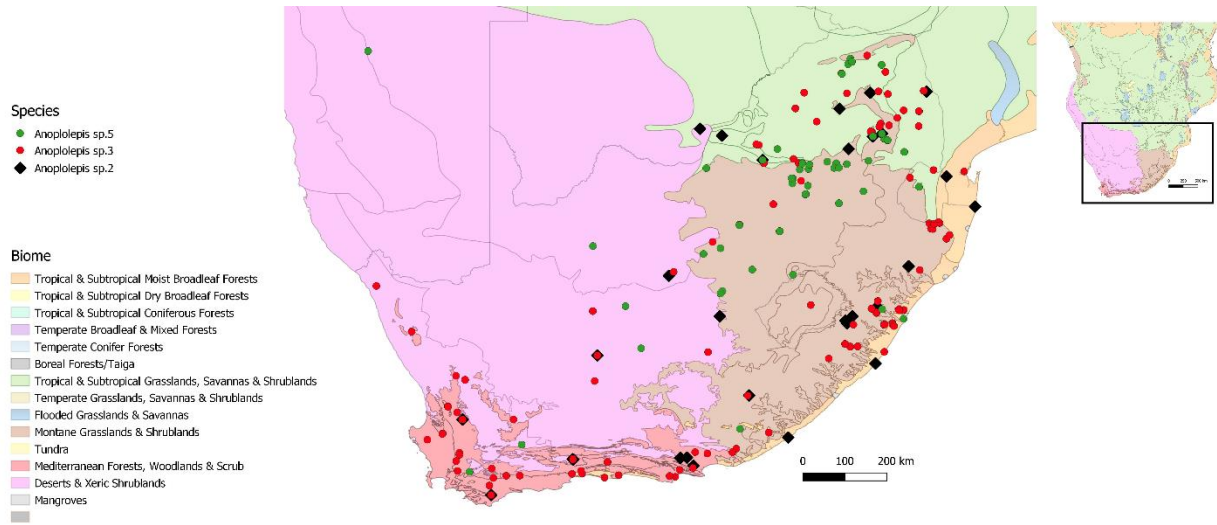 Species
Anoplolepis sp.5
Anoplolepis sp.3
Anoplolepis sp.2
Biome
Tropical & Subtropical Moist Broadleaf Forests
Tropical & Subtropical Dry Broadleaf Forests
Tropical & Subtropical Coniferous Forests
Temperate Broadleaf & Mixed Forests
Temperate Conifer Forests
Boreal Forests/Taiga
Tropical & Subtropical Grasslands, Savannas & Shrublands
Temperate Grasslands, Savannas & Shrublands
Flooded Grasslands & Savannas
Montane Grasslands & Shrublands
Tundra
Mediterranean Forests, Woodlands & Scrub
Deserts & Xeric Shrublands
Mangroves
0 100 200 km